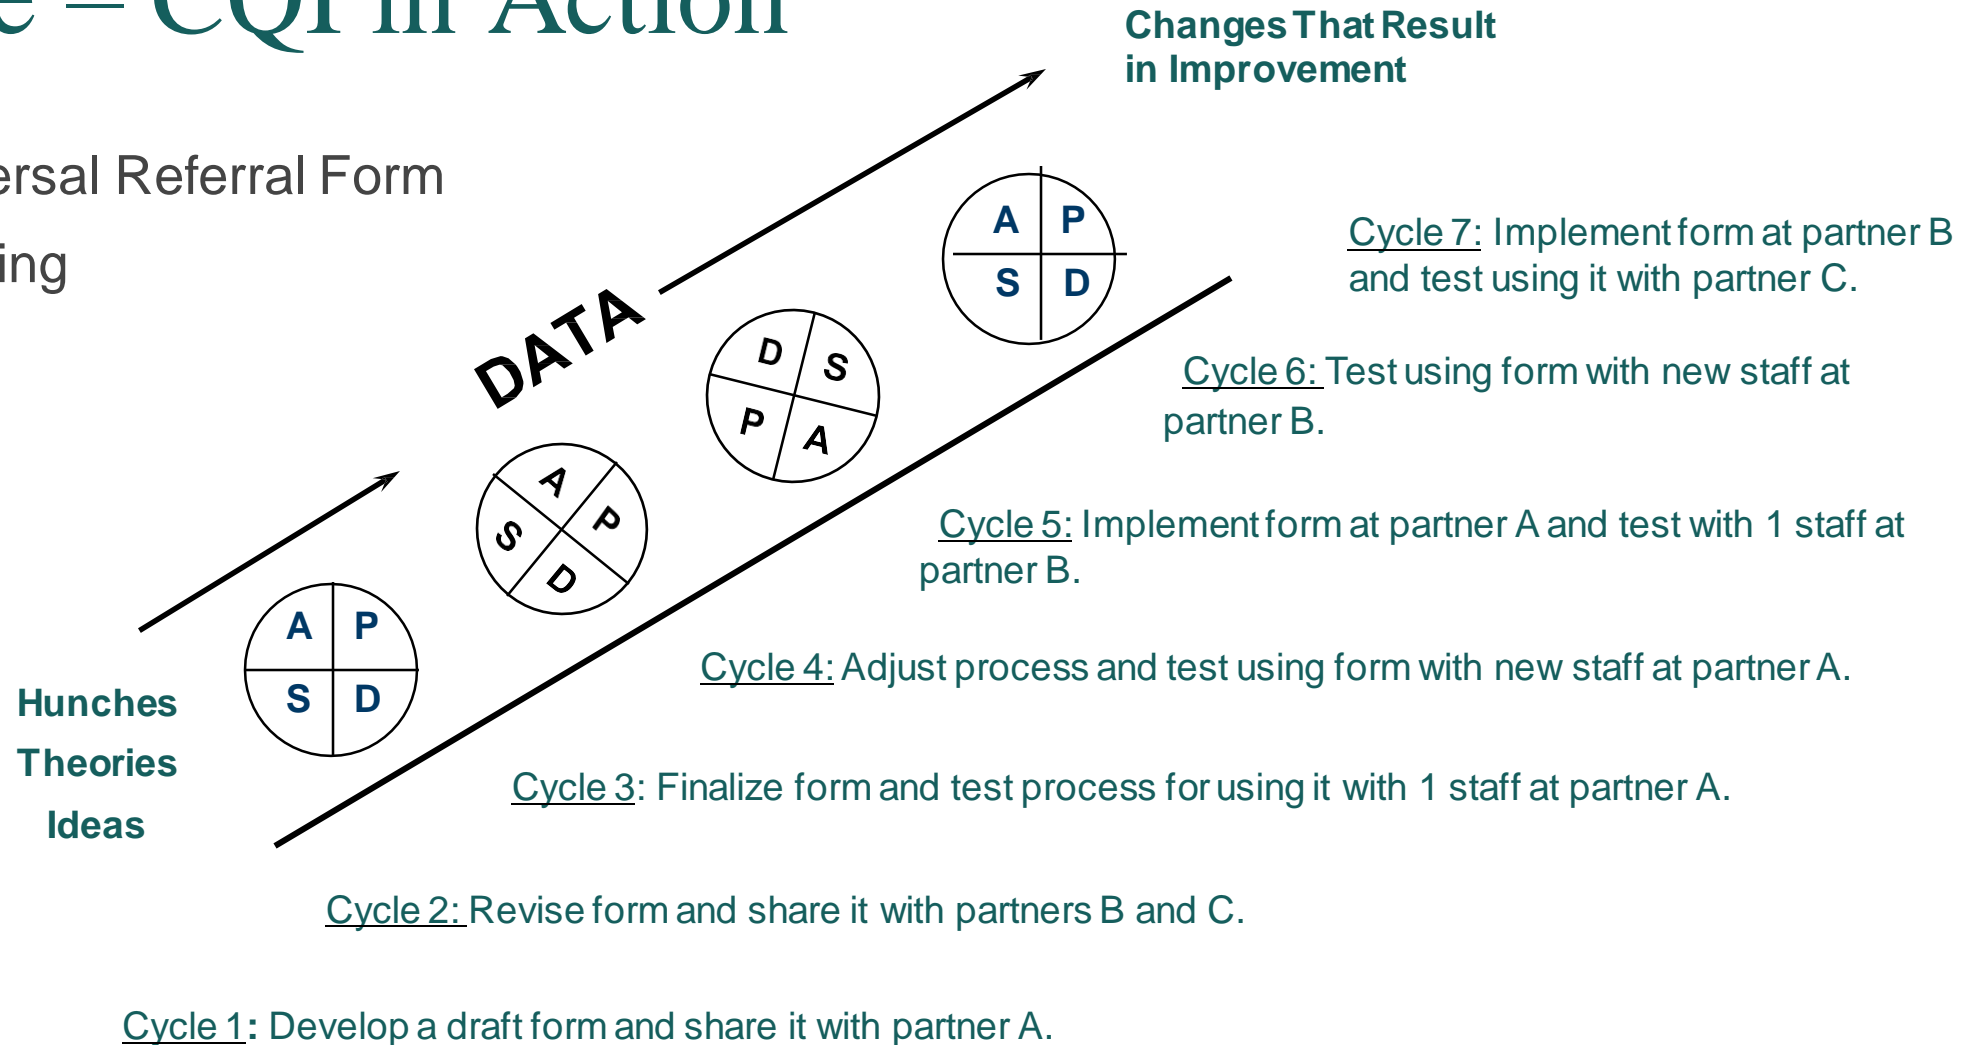 – CQI in Action
Changes That Result
in Improvement
Referral Form
DATA
A P
S D
D S
P A
A P
S D
A P
S D
Hunches
Theories
Ideas
Cycle 7: Implement form at partner B
and test using it with partner C.
Cycle 6: Test using form with new staff at
partner B.
Cycle 5: Implement form at partner A and test with 1 staff at
partner B.
Cycle 4: Adjust process and test using form with new staff at partner A.
Cycle 3: Finalize form and test process for using it with 1 staff at partner A.
Cycle 2: Revise form and share it with partners B and C.
Cycle 1: Develop a draft form and share it with partner A.